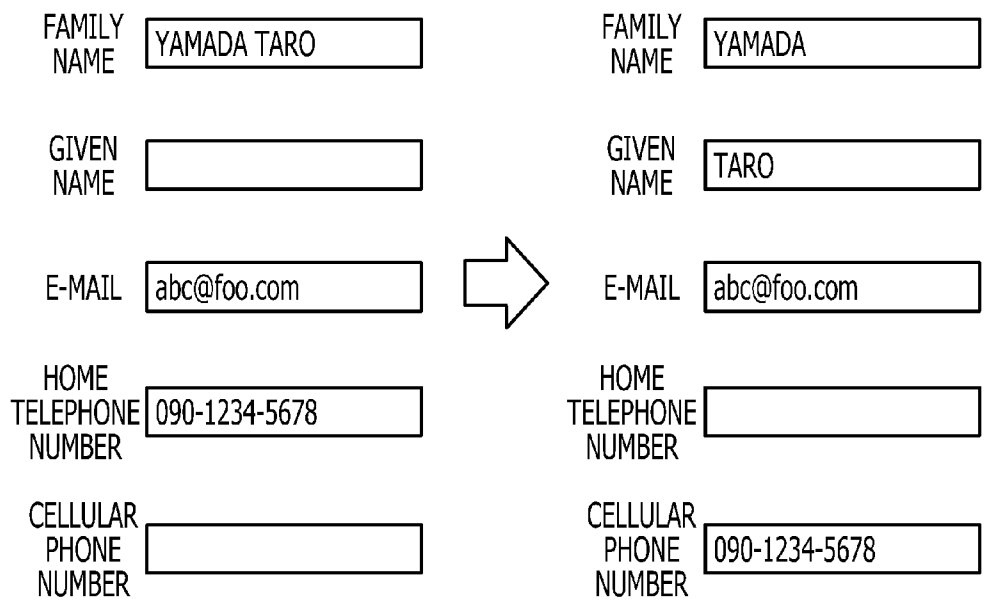 FAMILY
NAME
YAMADA TARO
GIVEN
NAME
E-MAIL
abc@foo.com
HOME
TELEPHONE
NUMBER
090-1234-5678
CELLULAR
PHONE
NUMBER
FAMILY
NAME
YAMADA
GIVEN
NAME
TARO
E-MAIL
abc@foo.com
HOME
TELEPHONE
NUMBER
CELLULAR
PHONE
NUMBER
090-1234-5678